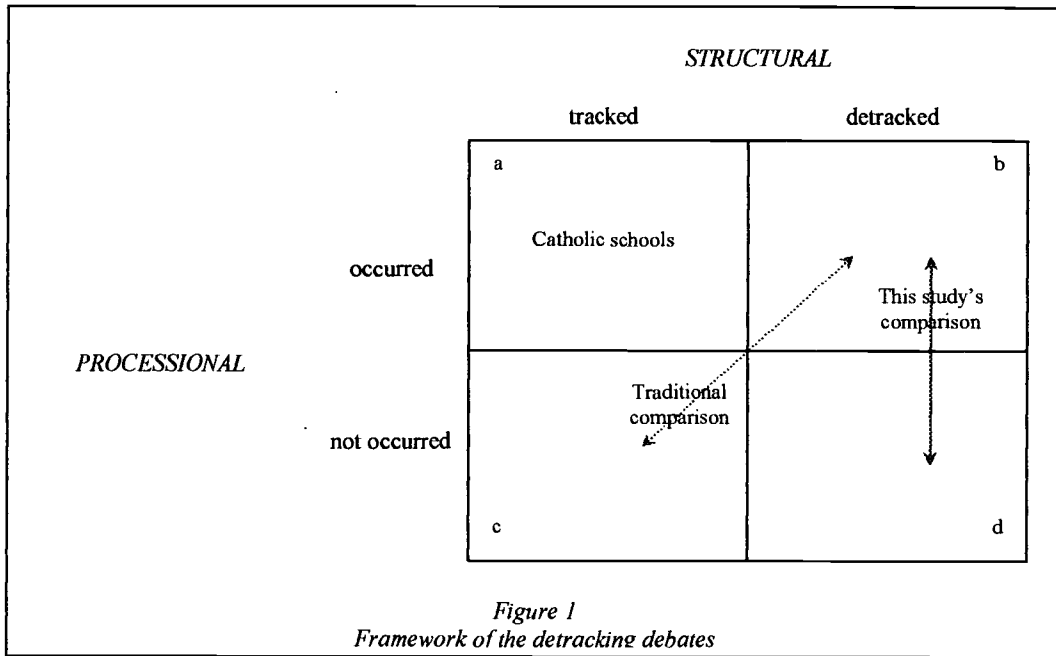 STRUCTURAL
tracked detracked
a b
Catholic schools
occurred
This study's
comparison
PROCESSIONAL
Traditional
comparison
not occurred
c d
Figure 1
Framework of the detracking debates